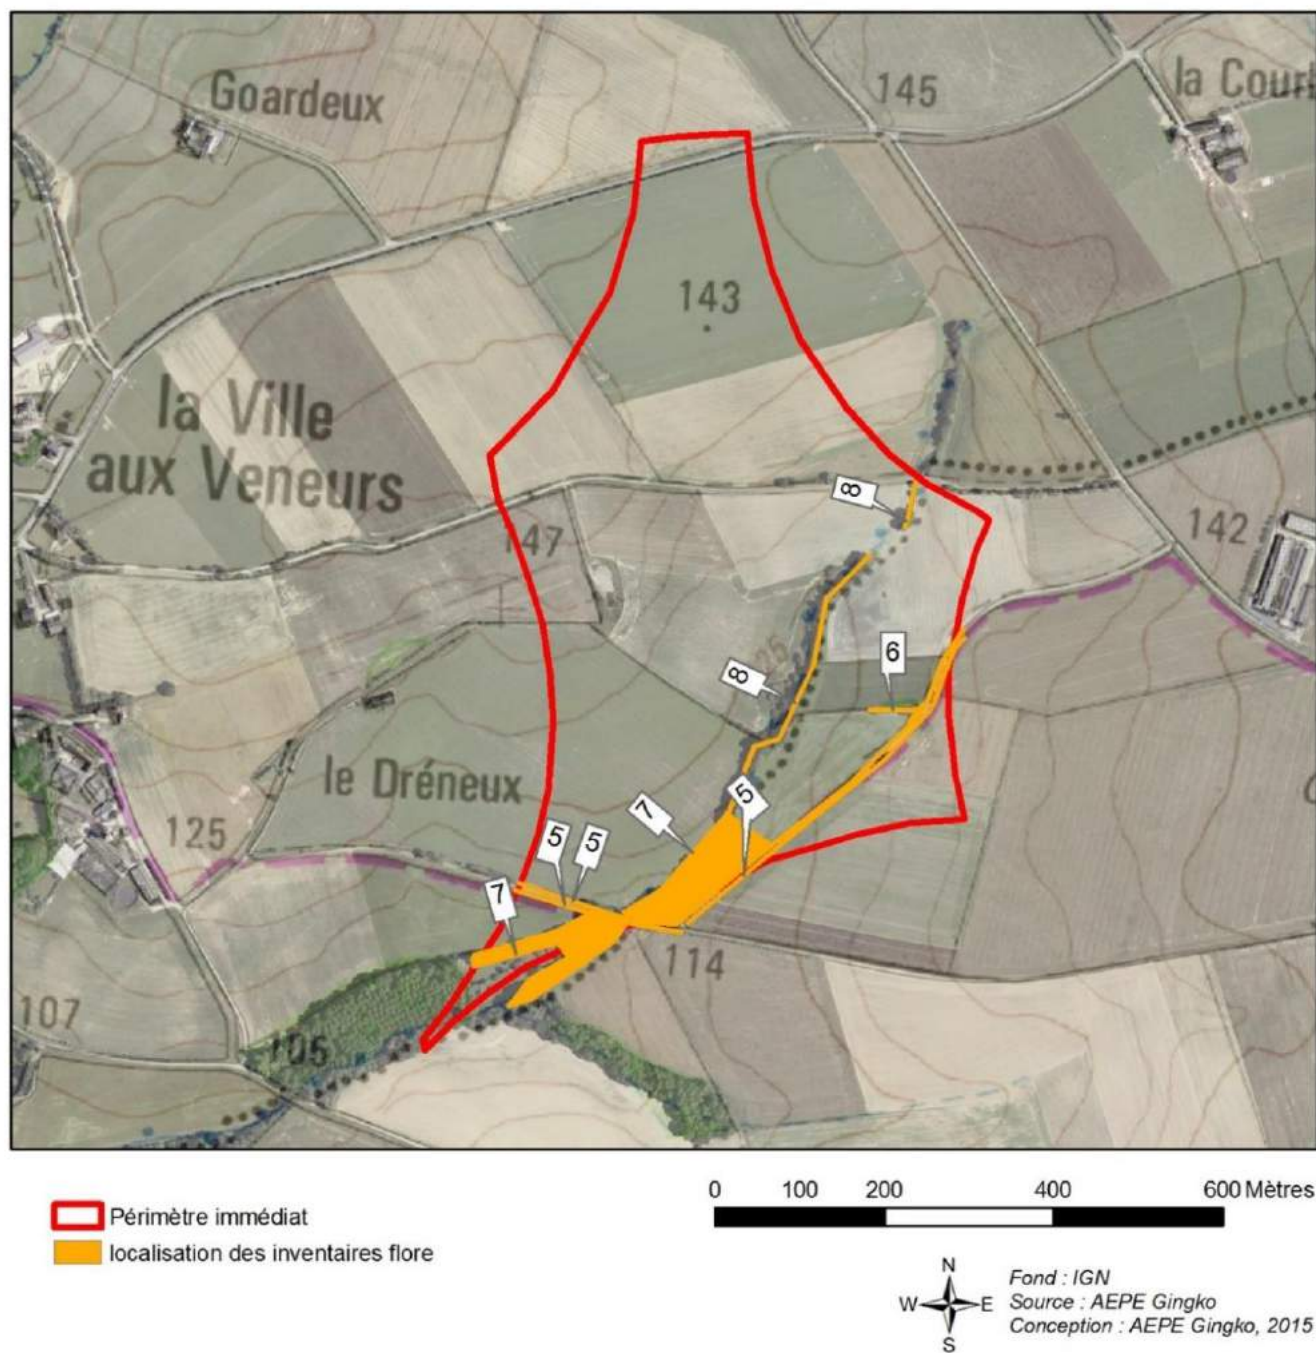 Goardeux
145
la Cour
143
la Ville
aux Veneurs
8
147
142
6
8
125
le Dréneux
5
7
125
5
5
7
114
107
105
0 100 200 400 600 Mètres
Périmètre immédiat
localisation des inventaires flore
N
W E
S
Fond : IGN
Source : AEPE Gingko
Conception : AEPE Gingko, 2015